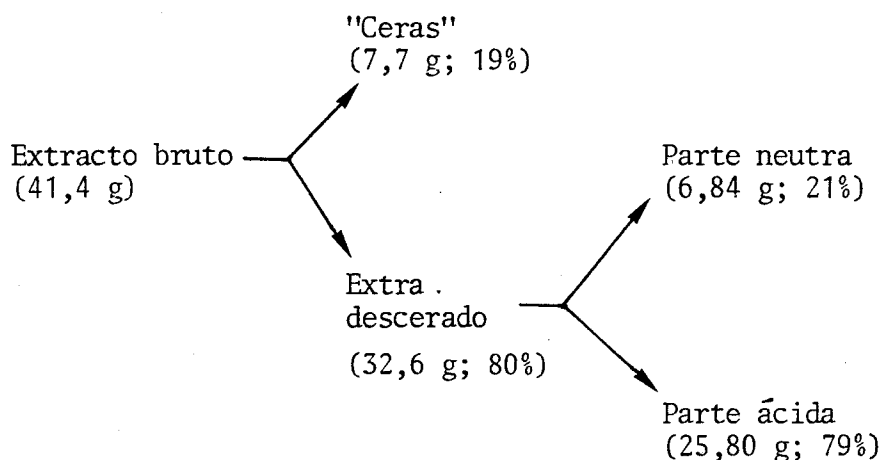 "Ceras"
(7,7 g; 19%)
Extracto bruto
(41,4 g)
Parte neutra
(6,84 g; 21%)
Extra.
descerado
(32,6 g; 80%)
Parte ácida
(25,80 g; 79%)